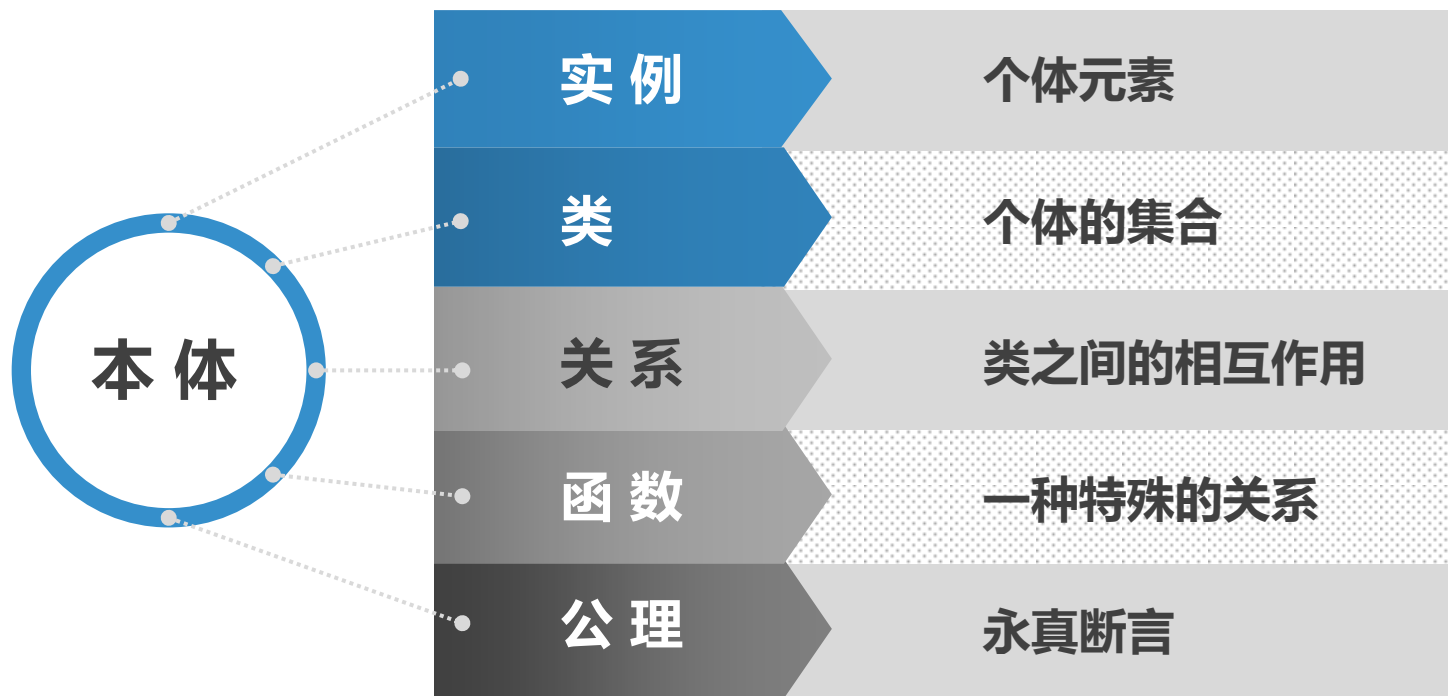 本体
实例
个体元素
类
个体的集合
关系
类之间的相互作用
函数
一种特殊的关系
公理
永真断言